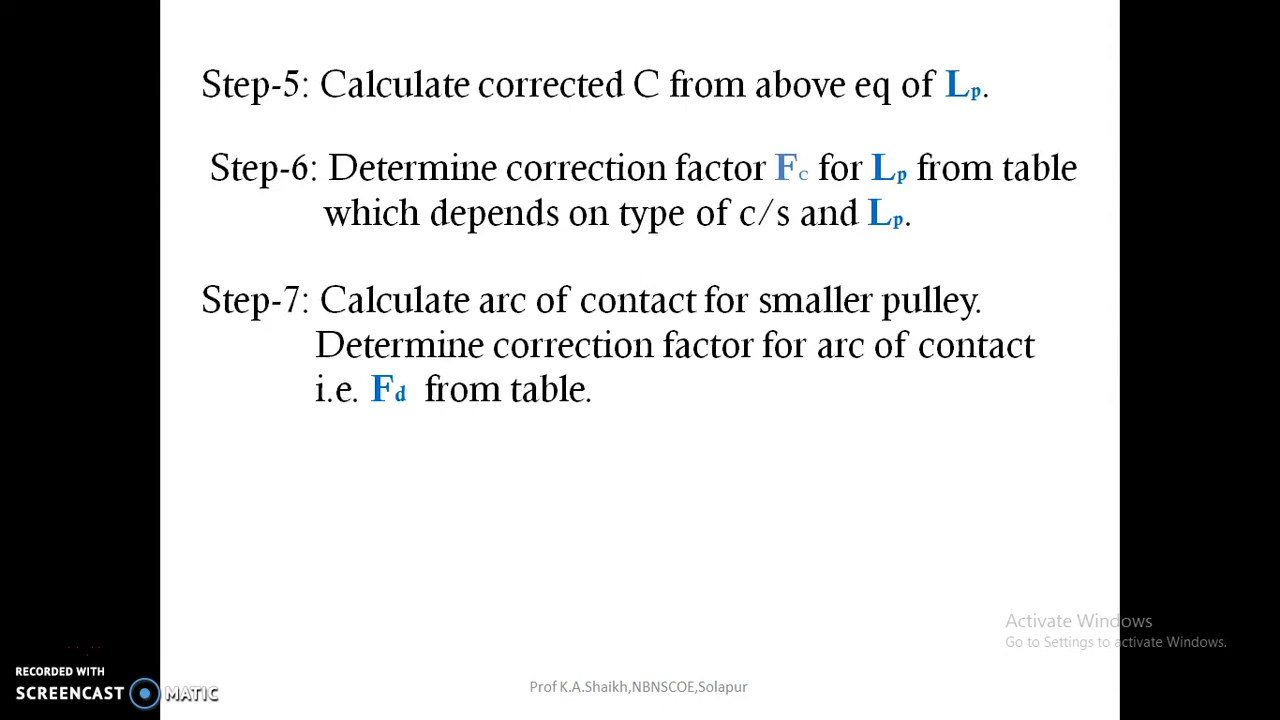 Step-5: Calculate corrected C from above eq of Lp.
Step-6: Determine correction factor Fc for Lp from table
which depends on type of c/s and Lp.
Step-7: Calculate arc of contact for smaller pulley.
Determine correction factor for arc of contact
i.e. Fd from table.
Activate Windows
Go to Settings to activate Windows.
RECORDED WITH
SCREENCAST MATIC
Prof K.A.Shaikh,NBNSCOE,Solapur